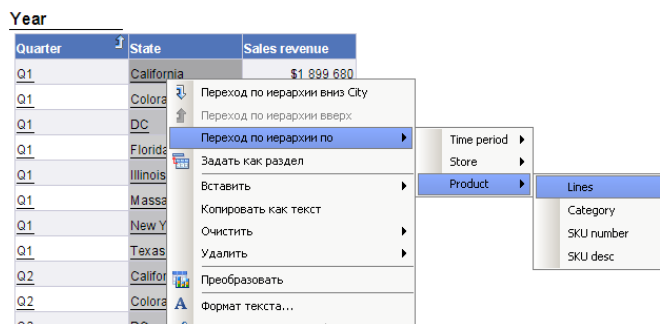 Year
Quarter State Sales revenue
Q1 California $1 899 680
Q1 Colora
Q1 DC
Q1 Florida
Q1 Illinois
Q1 Massa
Q1 New Y
Q1 Texas
Q2 Califor
Q2 Colora
Переход по иерархии вниз City
Переход по иерархии вверх
Переход по иерархии по
Задать как раздел
Вставить
Копировать как текст
Очистить
Удалить
Преобразовать
Формат текста...
Time period
Store
Product
Lines
Category
SKU number
SKU desc